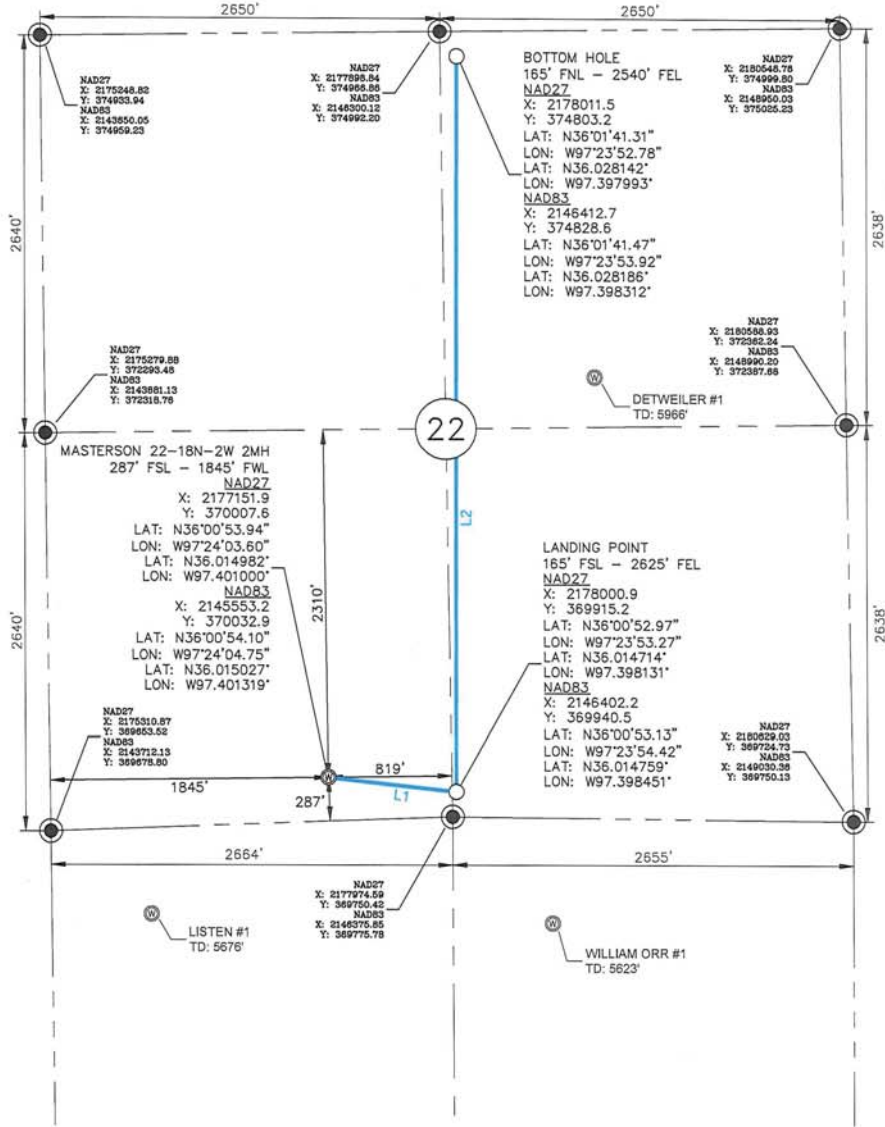 2650'
2650'
NAD27
X: 2175248.82
Y: 374933.94
NAD83
X: 2143650.05
Y: 374959.23
NAD27
X: 2177898.84
Y: 374966.86
NAD83
X: 2146300.12
Y: 374992.20
BOTTOM HOLE
165' FNL – 2540' FEL
NAD27
X: 2178011.5
Y: 374803.2
LAT: N36°01'41.31"
LON: W97°23'52.78"
LAT: N36.028142°
LON: W97.397993°
NAD83
X: 2146412.7
Y: 374828.6
LAT: N36°01'41.47"
LON: W97°23'53.92"
LAT: N36.028186°
LON: W97.398312°
NAD27
X: 2180548.78
Y: 374999.80
NAD83
X: 2148950.03
Y: 375025.23
2640'
2638'
NAD27
X: 2175279.88
Y: 372293.48
NAD83
X: 2143681.13
Y: 372318.76
NAD27
X: 2180588.93
Y: 372362.24
NAD83
X: 2148990.20
Y: 372387.68
W
DETWEILER #1
TD: 5966'
22
MASTERSON 22-18N-2W 2MH
287' FSL – 1845' FWL
NAD27
X: 2177151.9
Y: 370007.6
LAT: N36°00'53.94"
LON: W97°24'03.60"
LAT: N36.014982°
LON: W97.401000°
NAD83
X: 2145553.2
Y: 370032.9
LAT: N36°00'54.10"
LON: W97°24'04.75"
LAT: N36.015027°
LON: W97.401319°
2310'
L2
LANDING POINT
165' FSL – 2625' FEL
NAD27
X: 2178000.9
Y: 369915.2
LAT: N36°00'52.97"
LON: W97°23'53.27"
LAT: N36.014714°
LON: W97.398131°
NAD83
X: 2146402.2
Y: 369940.5
LAT: N36°00'53.13"
LON: W97°23'54.42"
LAT: N36.014759°
LON: W97.398451°
2640'
2638'
NAD27
X: 2175310.87
Y: 369653.52
NAD83
X: 2143712.13
Y: 369678.80
NAD27
X: 2180629.03
Y: 369724.73
NAD83
X: 2149030.36
Y: 369750.13
1845'
W
819'
L1
287'
2664'
2655'
NAD27
X: 2177974.59
Y: 369750.42
NAD83
X: 2146375.85
Y: 369775.78
W
LISTEN #1
TD: 5676'
W
WILLIAM ORR #1
TD: 5623'